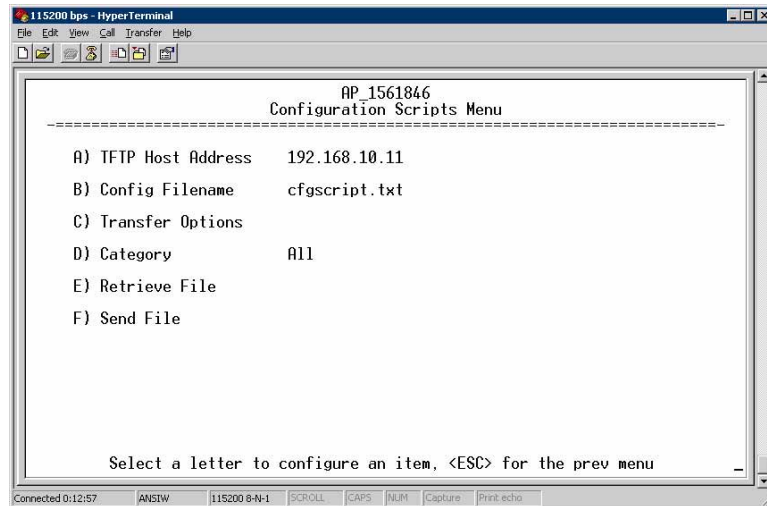 115200 bps - HyperTerminal
File Edit View Call Transfer Help
AP_1561846
Configuration Scripts Menu
-==========================================================================-
A) TFTP Host Address 192.168.10.11
B) Config Filename cfgscript.txt
C) Transfer Options
D) Category All
E) Retrieve File
F) Send File
Select a letter to configure an item, <ESC> for the prev menu
Connected 0:12:57 ANSIW 115200 8-N-1 SCROLL CAPS NUM Capture Print echo